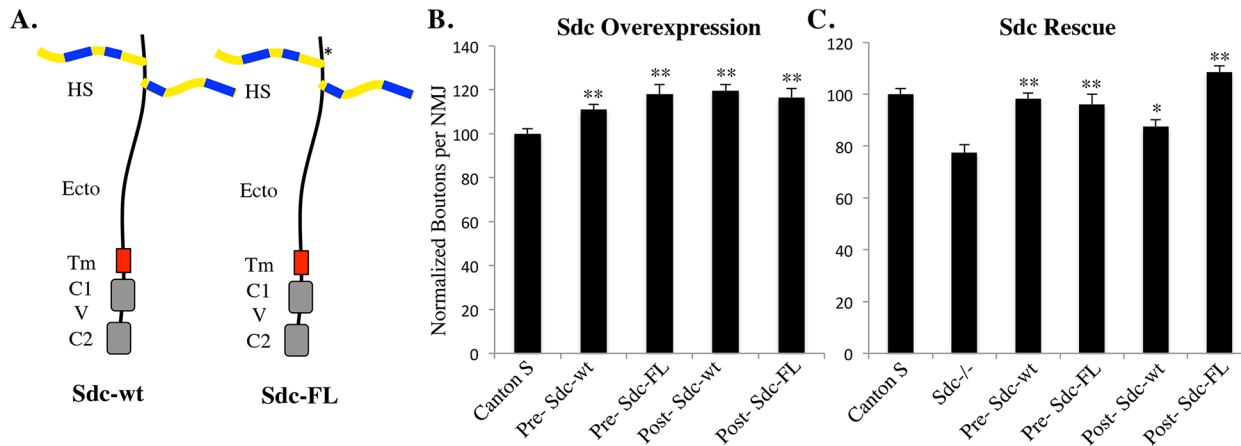 A.
HS
Ecto
Tm
C1
V
C2
Sdc-wt
*
HS
Ecto
Tm
C1
V
C2
Sdc-FL
B.
Sdc Overexpression
Normalized Boutons per NMJ
140
120
100
80
60
40
20
0
**
**
**
**
Canton S
Pre- Sdc-wt
Pre- Sdc-FL
Post- Sdc-wt
Post- Sdc-FL
C.
Sdc Rescue
120
100
80
60
40
20
0
**
**
*
**
Canton S
Sdc-/-
Pre- Sdc-wt
Pre- Sdc-FL
Post- Sdc-wt
Post- Sdc-FL